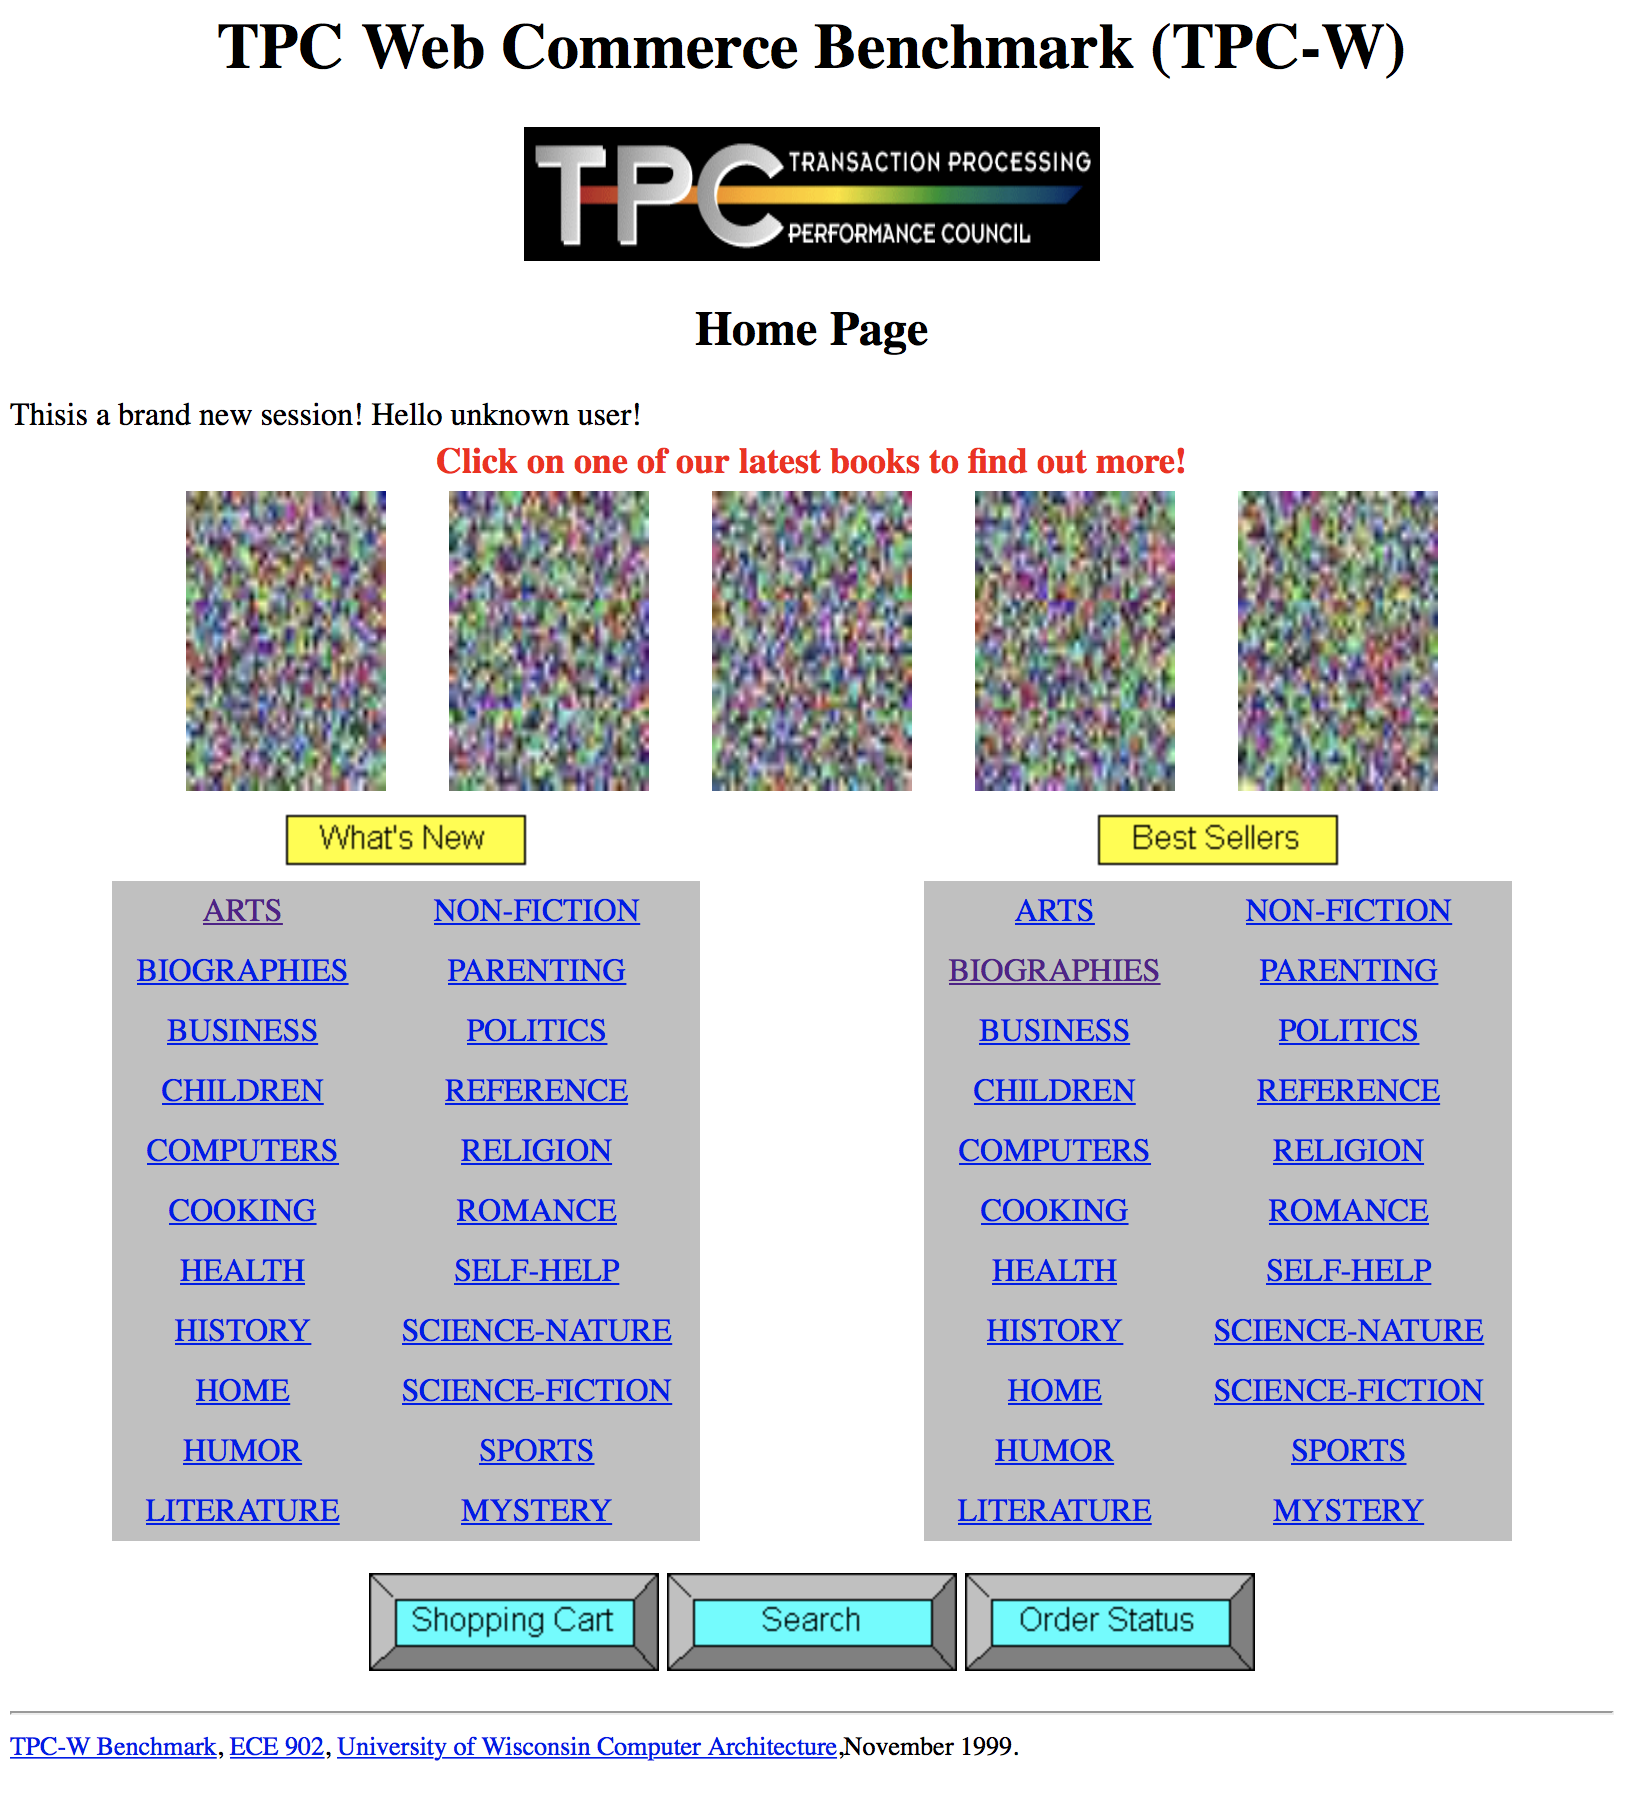 TPC Web Commerce Benchmark (TPC-W)
TPC TRANSACTION PROCESSING
PERFORMANCE COUNCIL
Home Page
Thisis a brand new session! Hello unknown user!
Click on one of our latest books to find out more!
What's New Best Sellers
ARTS NON-FICTION ARTS NON-FICTION
BIOGRAPHIES PARENTING BIOGRAPHIES PARENTING
BUSINESS POLITICS BUSINESS POLITICS
CHILDREN REFERENCE CHILDREN REFERENCE
COMPUTERS RELIGION COMPUTERS RELIGION
COOKING ROMANCE COOKING ROMANCE
HEALTH SELF-HELP HEALTH SELF-HELP
HISTORY SCIENCE-NATURE HISTORY SCIENCE-NATURE
HOME SCIENCE-FICTION HOME SCIENCE-FICTION
HUMOR SPORTS HUMOR SPORTS
LITERATURE MYSTERY LITERATURE MYSTERY
Shopping Cart Search Order Status
TPC-W Benchmark, ECE 902, University of Wisconsin Computer Architecture,November 1999.